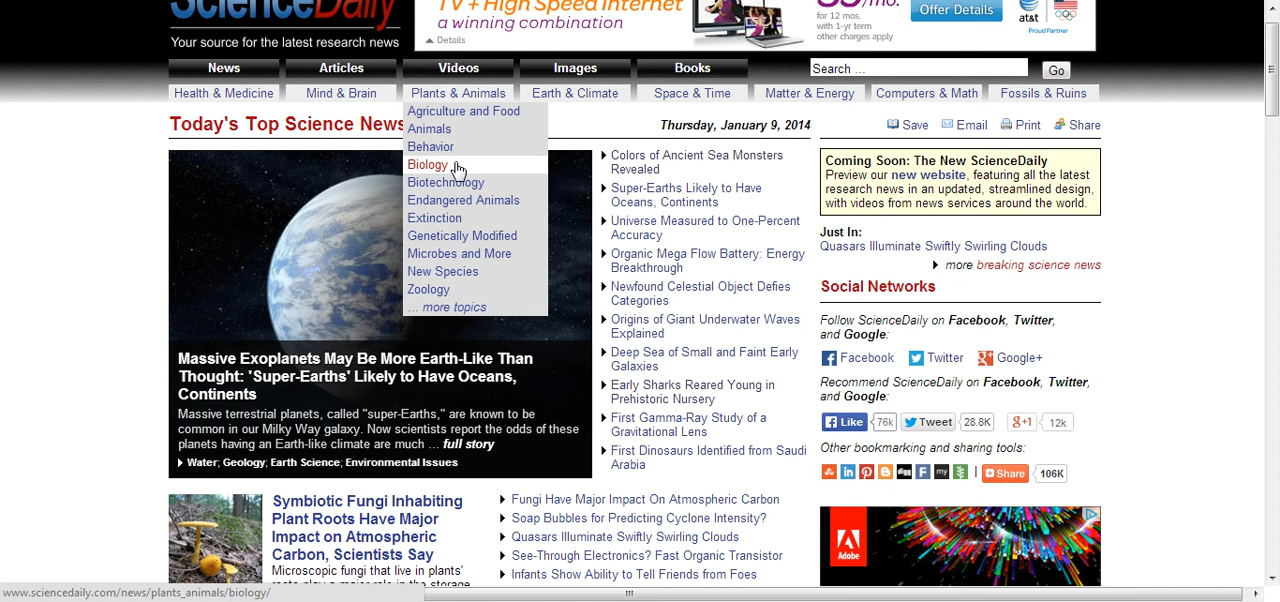 ScienceDaily
Your source for the latest research news
TV + High Speed Internet
a winning combination
Details
for 12 mos.
with 1-yr term
other charges apply
Offer Details
at&t
Proud Partner
News Articles Videos Images Books
Search ...
Go
Health & Medicine Mind & Brain Plants & Animals Earth & Climate Space & Time Matter & Energy Computers & Math Fossils & Ruins
Agriculture and Food
Animals
Behavior
Biology
Biotechnology
Endangered Animals
Extinction
Genetically Modified
Microbes and More
New Species
Zoology
... more topics
Today's Top Science News
Thursday, January 9, 2014
Massive Exoplanets May Be More Earth-Like Than
Thought: 'Super-Earths' Likely to Have Oceans,
Continents
Massive terrestrial planets, called "super-Earths," are known to be
common in our Milky Way galaxy. Now scientists report the odds of these
planets having an Earth-like climate are much ... full story
Water; Geology; Earth Science; Environmental Issues
Colors of Ancient Sea Monsters
Revealed
Super-Earths Likely to Have
Oceans, Continents
Universe Measured to One-Percent
Accuracy
Organic Mega Flow Battery: Energy
Breakthrough
Newfound Celestial Object Defies
Categories
Origins of Giant Underwater Waves
Explained
Deep Sea of Small and Faint Early
Galaxies
Early Sharks Reared Young in
Prehistoric Nursery
First Gamma-Ray Study of a
Gravitational Lens
First Dinosaurs Identified from Saudi
Arabia
Save Email Print Share
Coming Soon: The New ScienceDaily
Preview our new website, featuring all the latest
research news in an updated, streamlined design,
with videos from news services around the world.
Just In:
Quasars Illuminate Swiftly Swirling Clouds
more breaking science news
Social Networks
Follow ScienceDaily on Facebook, Twitter,
and Google:
Facebook Twitter Google+
Recommend ScienceDaily on Facebook, Twitter,
and Google:
Like 76k Tweet 28.8K +1 12k
Other bookmarking and sharing tools:
Share 106K
Adobe
Symbiotic Fungi Inhabiting
Plant Roots Have Major
Impact on Atmospheric
Carbon, Scientists Say
Microscopic fungi that live in plants'
roots play a major role in the storage
Fungi Have Major Impact On Atmospheric Carbon
Soap Bubbles for Predicting Cyclone Intensity?
Quasars Illuminate Swiftly Swirling Clouds
See-Through Electronics? Fast Organic Transistor
Infants Show Ability to Tell Friends from Foes
www.sciencedaily.com/news/plants_animals/biology/